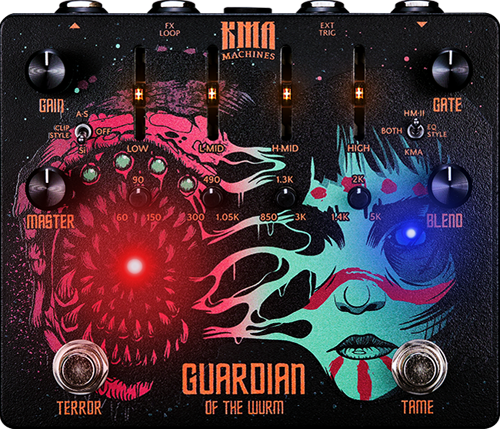 FX
LOOP
KMA
MACHINES
EXT
TRIG
GAIN
GATE
A-S
CLIP
STYLE
OFF
Si
HM-II
BOTH
EQ
STYLE
KMA
LOW
L-MID
H-MID
HIGH
MASTER
BLEND
90
490
1.3K
2K
60
150
300
1.05K
850
3K
1.4K
5K
GUARDIAN
OF THE WURM
TERROR
TAME